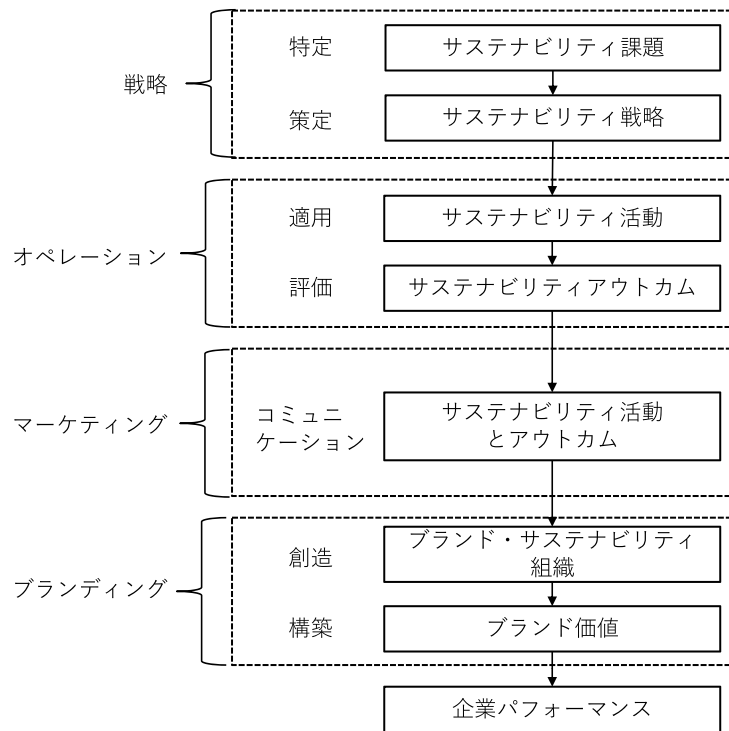 特定
サステナビリティ課題
戦略
策定
サステナビリティ戦略
適用
サステナビリティ活動
オペレーション
評価
サステナビリティアウトカム
マーケティング
コミュニ
ケーション
サステナビリティ活動
とアウトカム
ブランディング
創造
ブランド・サステナビリティ
組織
構築
ブランド価値
企業パフォーマンス